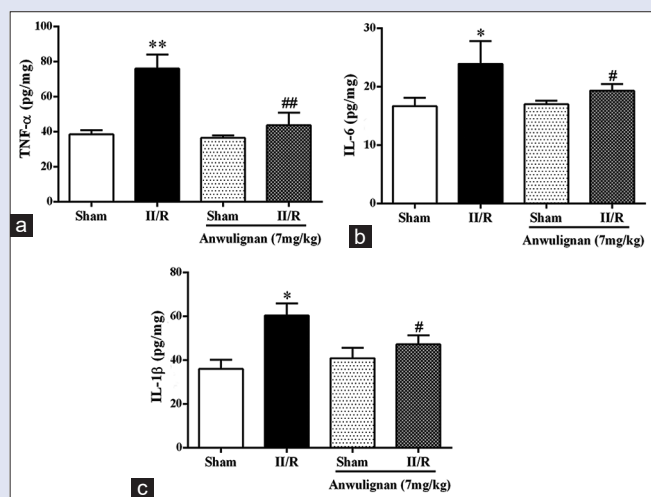 100
80
60
40
20
0
TNF-α (pg/mg)
**
##
Sham
II/R
Sham
II/R
Anwulignan (7mg/kg)
a
30
20
10
0
IL-6 (pg/mg)
*
#
Sham
II/R
Sham
II/R
Anwulignan (7mg/kg)
b
80
60
40
20
0
IL-1β (pg/mg)
*
#
Sham
II/R
Sham
II/R
Anwulignan (7mg/kg)
c